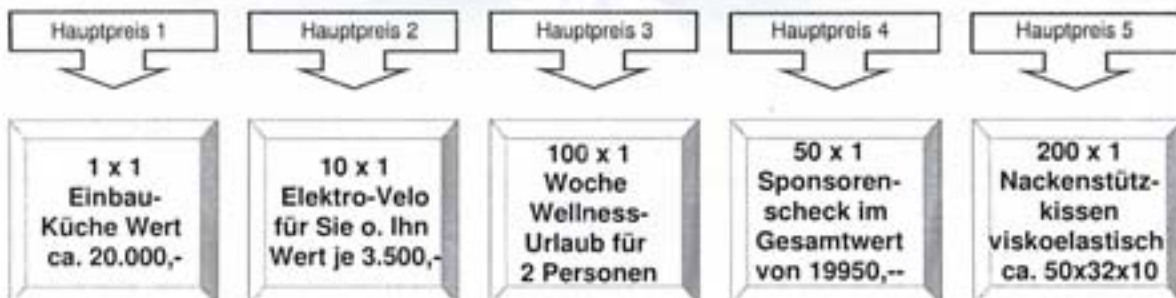 Hauptpreis 1
Hauptpreis 2
Hauptpreis 3
Hauptpreis 4
Hauptpreis 5
1 x 1
Einbau-
Küche Wert
ca. 20.000,-
10 x 1
Elektro-Velo
für Sie o. Ihn
Wert je 3.500,-
100 x 1
Woche
Wellness-
Urlaub für
2 Personen
50 x 1
Sponsoren-
scheck im
Gesamtwert
von 19950,--
200 x 1
Nackenstütz-
kissen
viskoelastisch
ca. 50x32x10